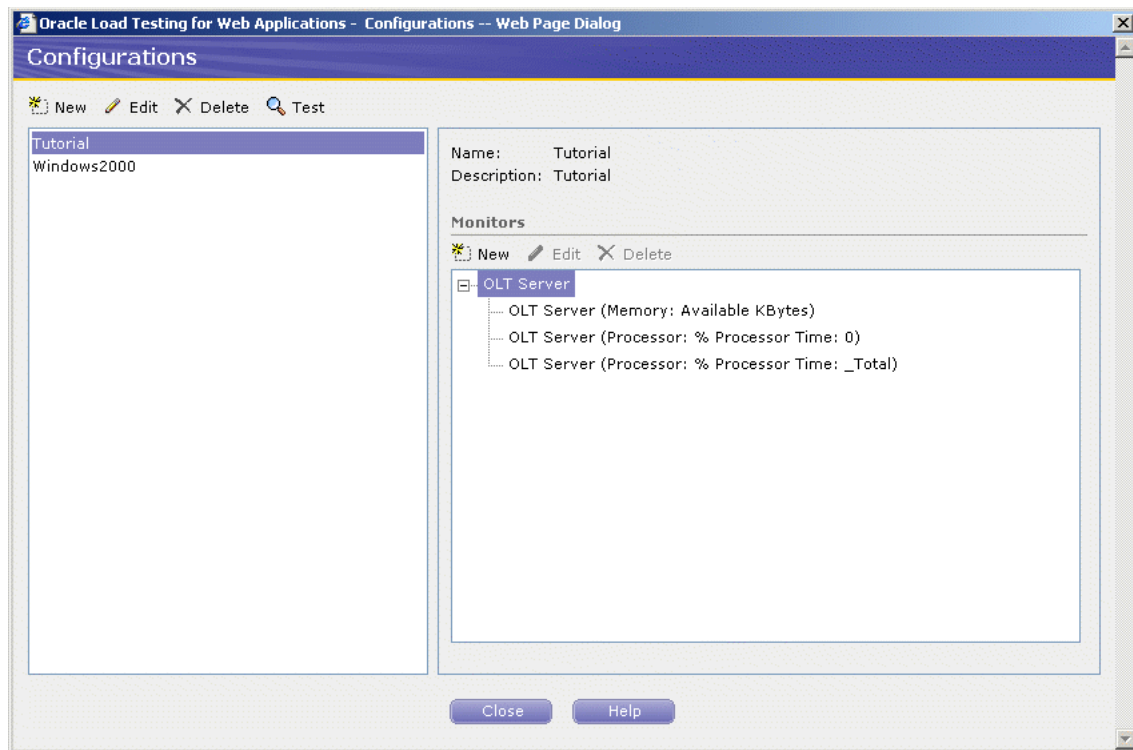 Oracle Load Testing for Web Applications - Configurations -- Web Page Dialog
Configurations
New Edit Delete Test
Tutorial
Windows2000
Name: Tutorial
Description: Tutorial
Monitors
New Edit Delete
OLT Server
OLT Server (Memory: Available KBytes)
OLT Server (Processor: % Processor Time: 0)
OLT Server (Processor: % Processor Time: _Total)
Close Help